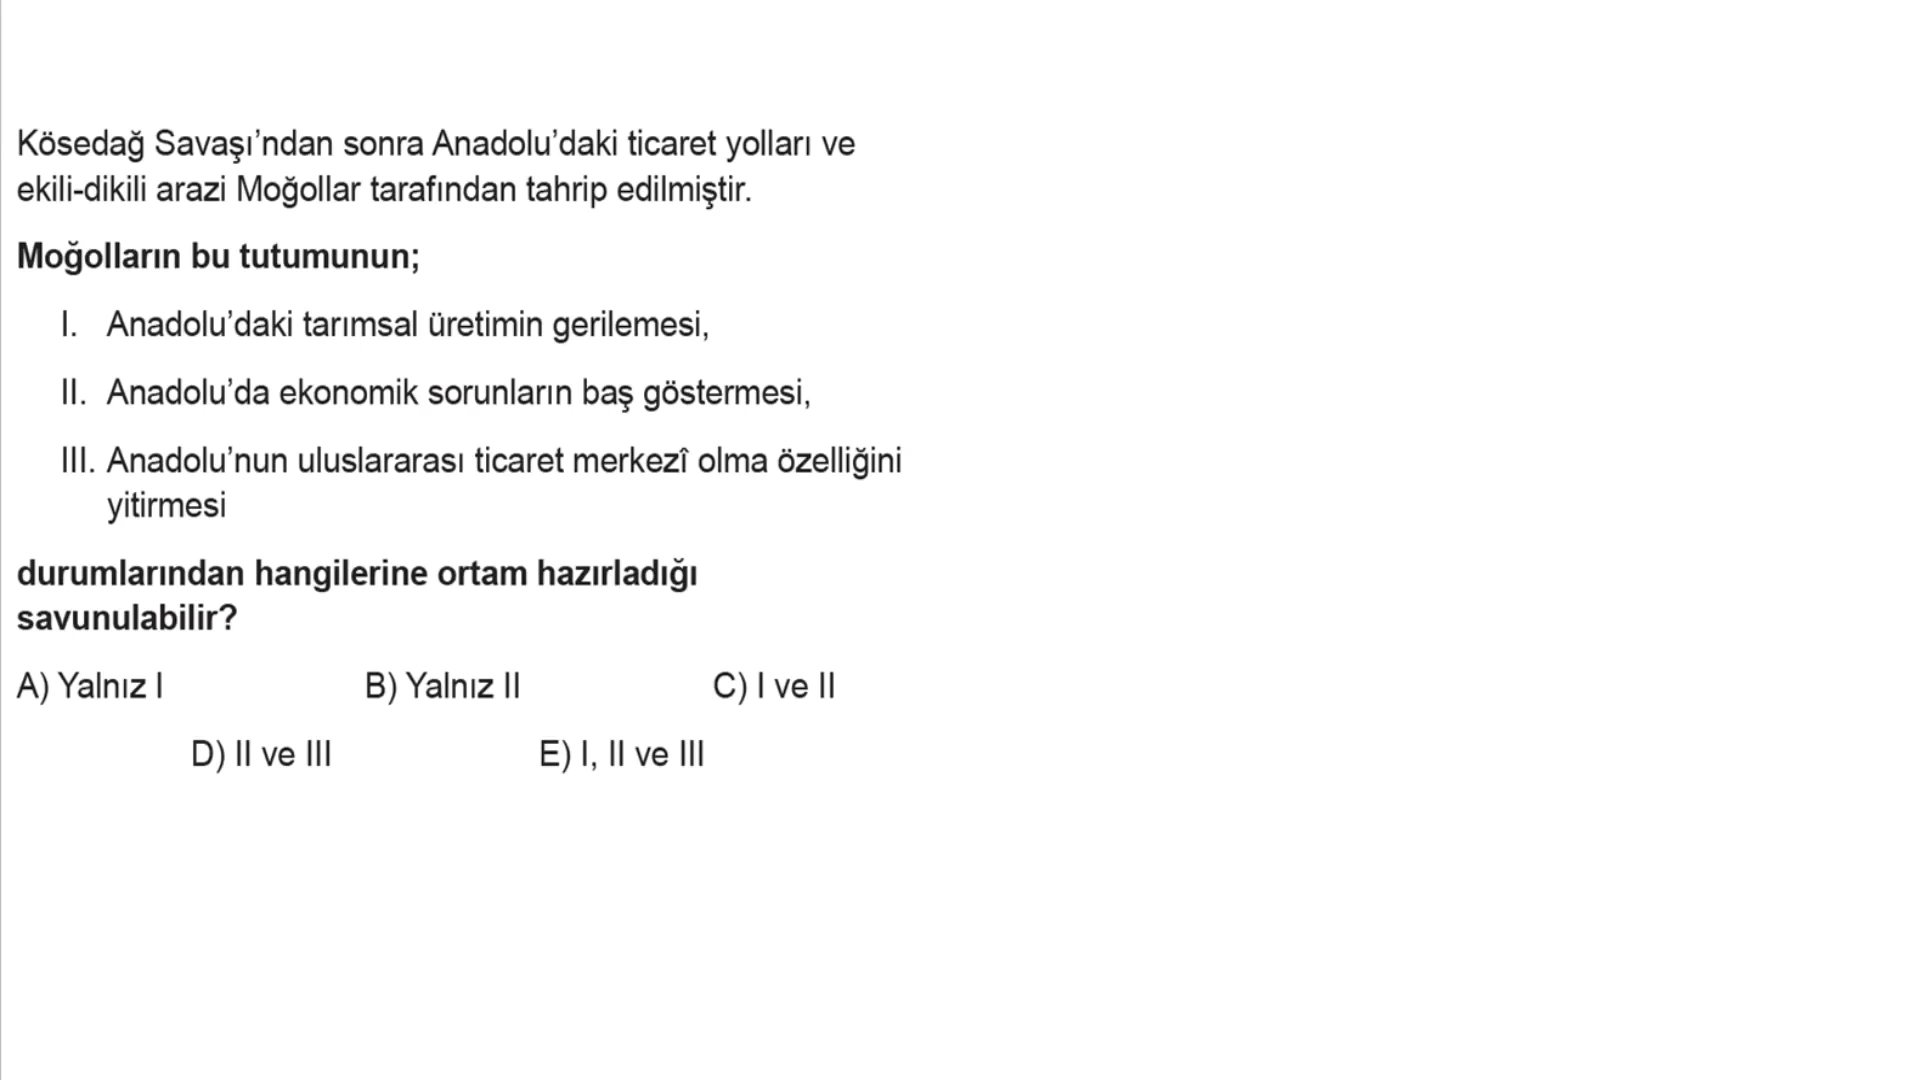 Kösedağ Savaşı’ndan sonra Anadolu’daki ticaret yolları ve
ekili-dikili arazi Moğollar tarafından tahrip edilmiştir.
Moğolların bu tutumunun;
I. Anadolu’daki tarımsal üretimin gerilemesi,
II. Anadolu’da ekonomik sorunların baş göstermesi,
III. Anadolu’nun uluslararası ticaret merkezî olma özelliğini
yitirmesi
durumlarından hangilerine ortam hazırladığı
savunulabilir?
A) Yalnız I B) Yalnız II C) I ve II
D) II ve III E) I, II ve III